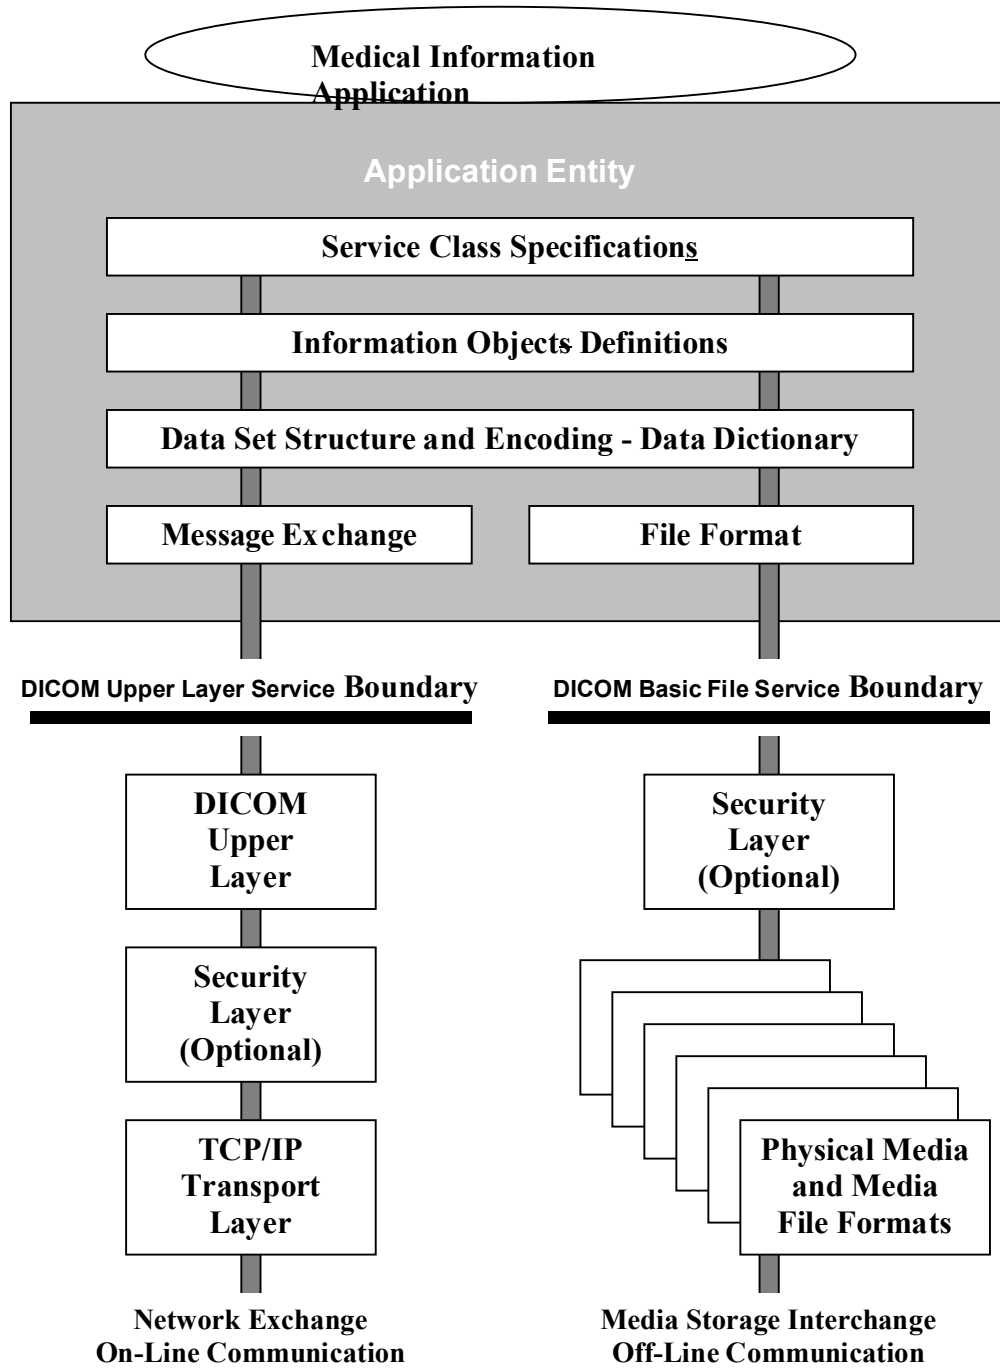 Medical Information
Application
Application Entity
Service Class Specifications
Information Objects Definitions
Data Set Structure and Encoding - Data Dictionary
Message Exchange
File Format
DICOM Upper Layer Service Boundary
DICOM Basic File Service Boundary
DICOM
Upper
Layer
Security
Layer
(Optional)
Security
Layer
(Optional)
TCP/IP
Transport
Layer
Physical Media
and Media
File Formats
Network Exchange
On-Line Communication
Media Storage Interchange
Off-Line Communication